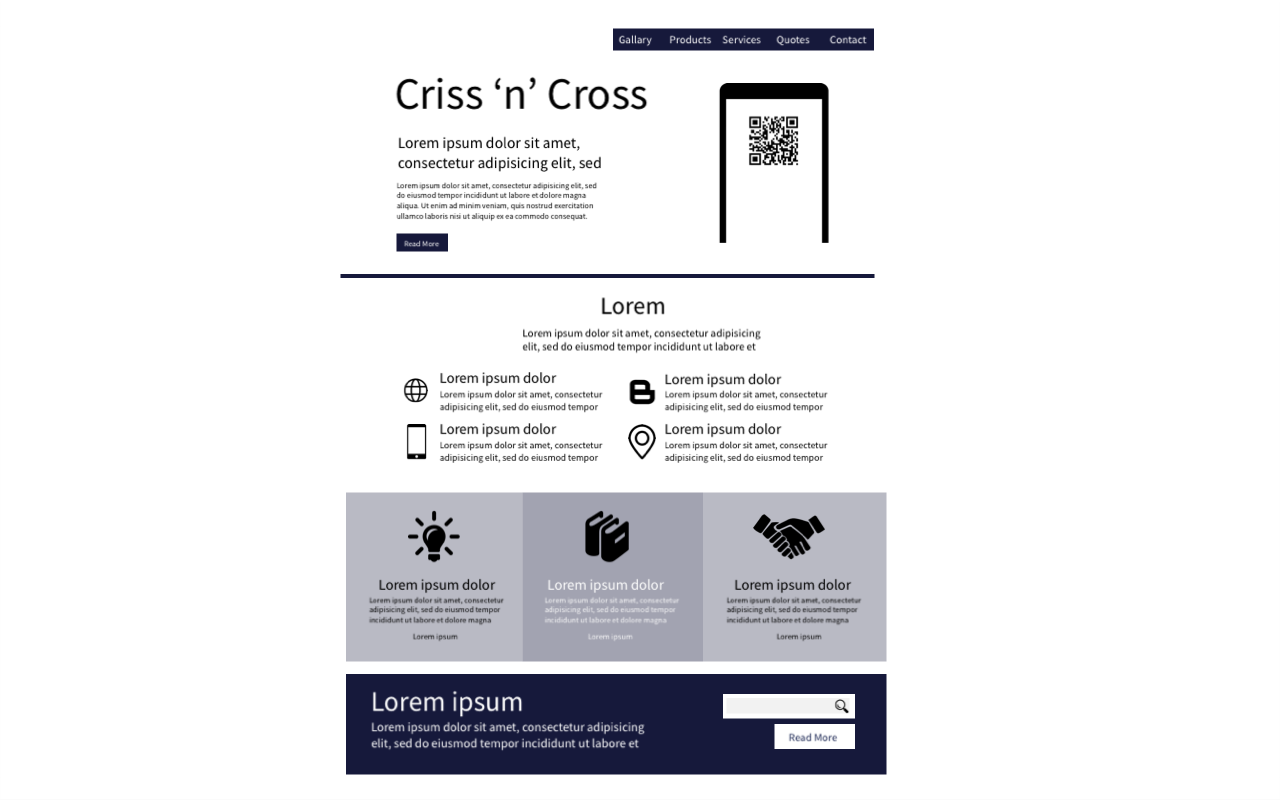 Gallary Products Services Quotes Contact
Criss ‘n’ Cross
Lorem ipsum dolor sit amet,
consectetur adipisicing elit, sed
Lorem ipsum dolor sit amet, consectetur adipisicing elit, sed
do eiusmod tempor incididunt ut labore et dolore magna
aliqua. Ut enim ad minim veniam, quis nostrud exercitation
ullamco laboris nisi ut aliquip ex ea commodo consequat.
Read More
Lorem
Lorem ipsum dolor sit amet, consectetur adipisicing
elit, sed do eiusmod tempor incididunt ut labore et
Lorem ipsum dolor
Lorem ipsum dolor sit amet, consectetur
adipisicing elit, sed do eiusmod tempor
Lorem ipsum dolor
Lorem ipsum dolor sit amet, consectetur
adipisicing elit, sed do eiusmod tempor
Lorem ipsum dolor
Lorem ipsum dolor sit amet, consectetur
adipisicing elit, sed do eiusmod tempor
Lorem ipsum dolor
Lorem ipsum dolor sit amet, consectetur
adipisicing elit, sed do eiusmod tempor
Lorem ipsum dolor
Lorem ipsum dolor sit amet, consectetur
adipisicing elit, sed do eiusmod tempor
incididunt ut labore et dolore magna
Lorem ipsum
Lorem ipsum dolor
Lorem ipsum dolor sit amet, consectetur
adipisicing elit, sed do eiusmod tempor
incididunt ut labore et dolore magna
Lorem ipsum
Lorem ipsum dolor
Lorem ipsum dolor sit amet, consectetur
adipisicing elit, sed do eiusmod tempor
incididunt ut labore et dolore magna
Lorem ipsum
Lorem ipsum
Lorem ipsum dolor sit amet, consectetur adipisicing
elit, sed do eiusmod tempor incididunt ut labore et
Read More